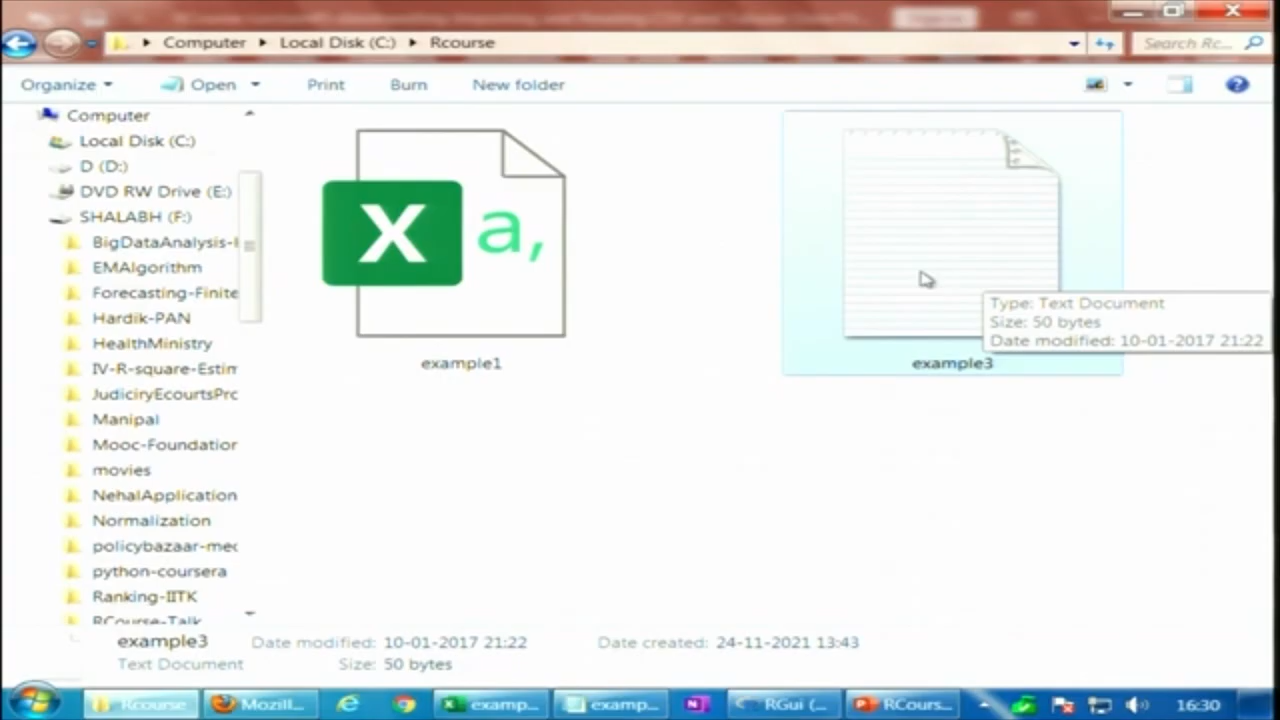 Computer Local Disk (C:) Rcourse
Search Rc...
Organize Open Print Burn New folder
Computer
Local Disk (C:)
D (D:)
DVD RW Drive (E:)
SHALABH (F:)
BigDataAnalysis-
EMAlgorithm
Forecasting-Finite
Hardik-PAN
HealthMinistry
IV-R-square-Estim
JudiciryEcourtsPrc
Manipal
Mooc-Foundation
movies
NehalApplication
Normalization
policybazaar-med
python-coursera
Ranking-IITK
RCourse-Talk
X a,
example1
example3
Type: Text Document
Size: 50 bytes
Date modified: 10-01-2017 21:22
example3 Date modified: 10-01-2017 21:22 Date created: 24-11-2021 13:43
Text Document Size: 50 bytes
Rcourse Mozill... examp... examp... RGui (... RCours... 16:30